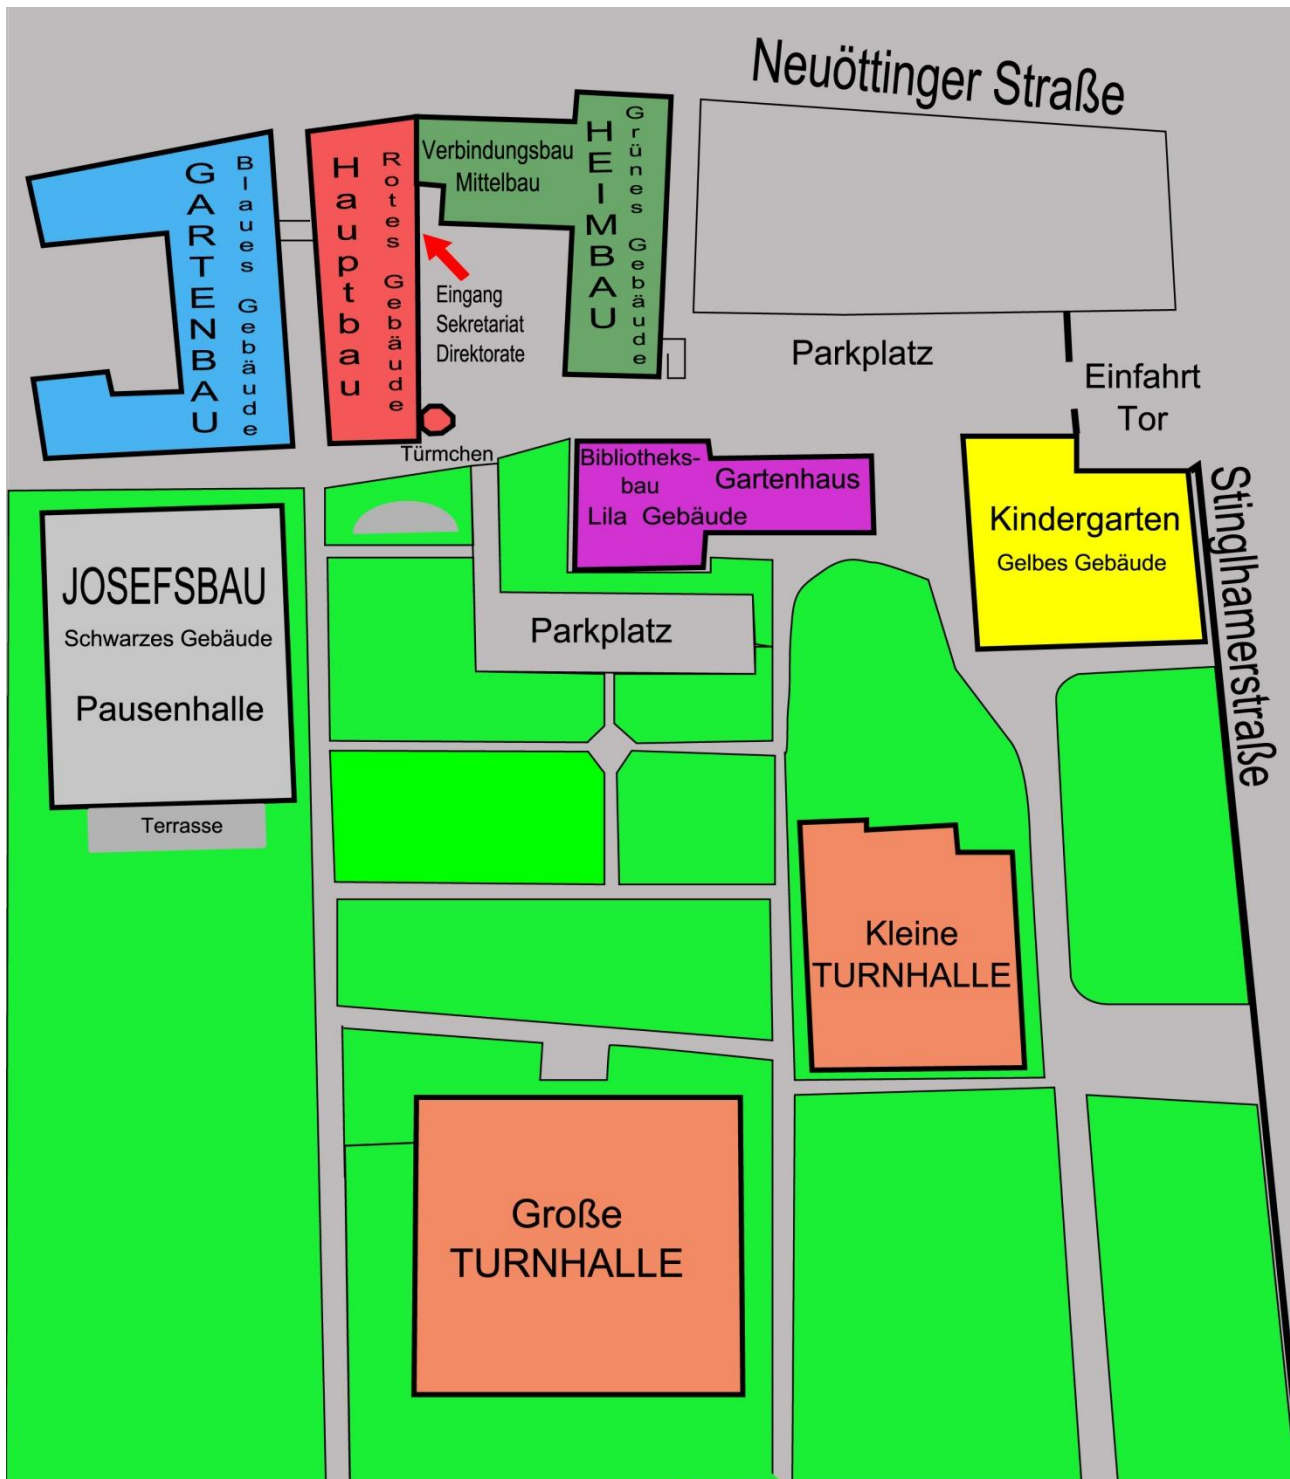 Neuöttinger Straße
GARTENBAU
Blaues Gebäude
Hauptbau
Rotes Gebäude
Verbindungsbau
Mittelbau
HEIMBAU
Grünes Gebäude
Eingang
Sekretariat
Direktorate
Parkplatz
Einfahrt
Tor
Türmchen
Bibliotheks-
bau
Gartenhaus
Lila Gebäude
Kindergarten
Gelbes Gebäude
Stinglhamerstraße
JOSEFSBAU
Schwarzes Gebäude
Pausenhalle
Terrasse
Parkplatz
Kleine
TURNHALLE
Große
TURNHALLE